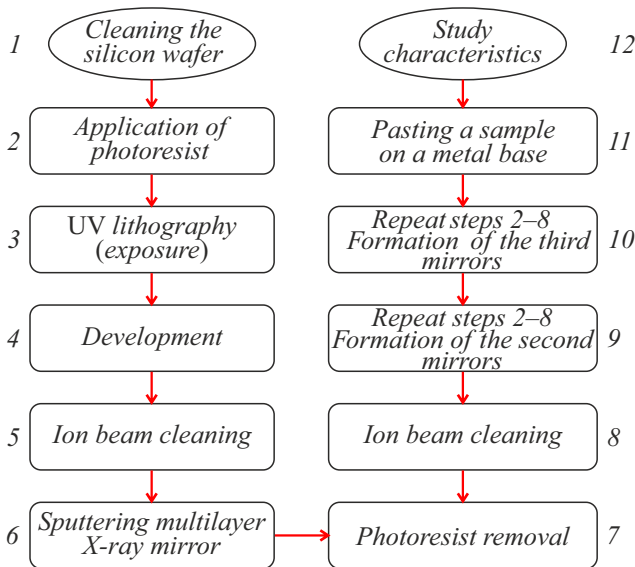 1
Cleaning the
silicon wafer
2
Application of
photoresist
3
UV lithography
(exposure)
4
Development
5
Ion beam cleaning
6
Sputtering multilayer
X-ray mirror
Study
characteristics
12
Pasting a sample
on a metal base
11
Repeat steps 2–8
Formation of the third
mirrors
10
Repeat steps 2–8
Formation of the second
mirrors
9
Ion beam cleaning
8
Photoresist removal
7